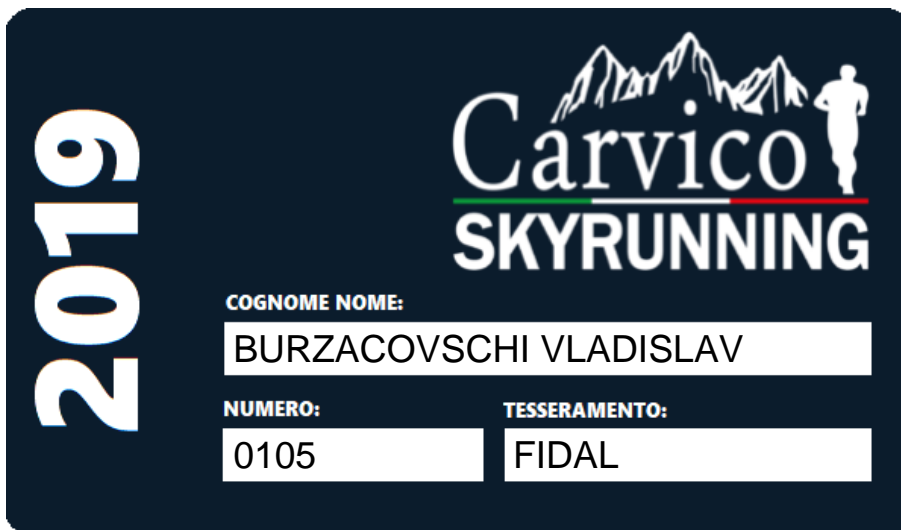 2019
Carvico
SKYRUNNING
COGNOME NOME:
BURZACOVSCHI VLADISLAV
NUMERO:
TESSERAMENTO:
0105
FIDAL